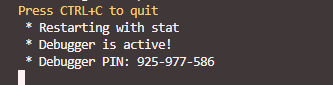 Press CTRL+C to quit
* Restarting with stat
* Debugger is active!
* Debugger PIN: 925-977-586